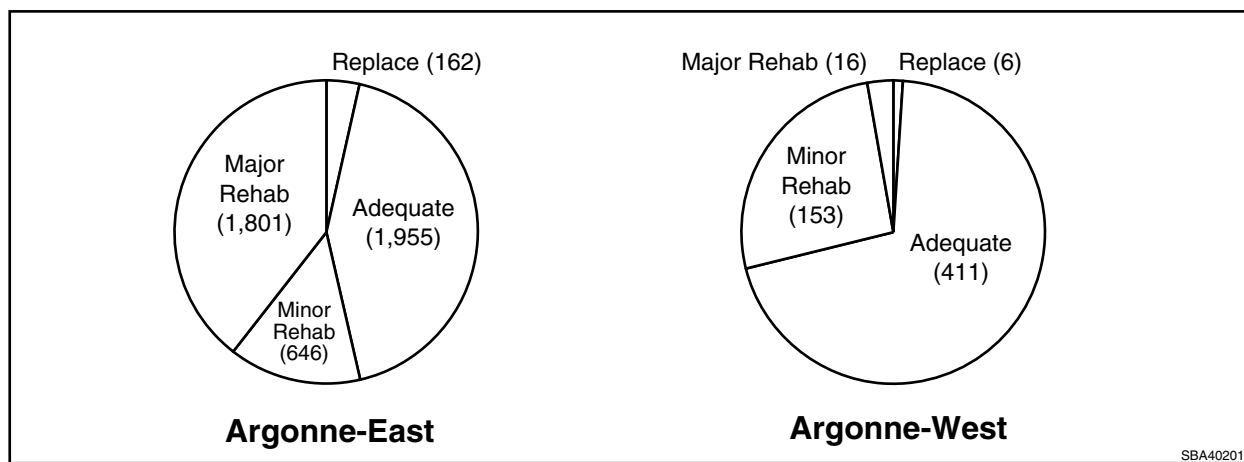 Replace (162)
Major
Rehab
(1,801)
Adequate
(1,955)
Minor
Rehab
(646)
Argonne-East
Major Rehab (16)
Replace (6)
Minor
Rehab
(153)
Adequate
(411)
Argonne-West
SBA40201